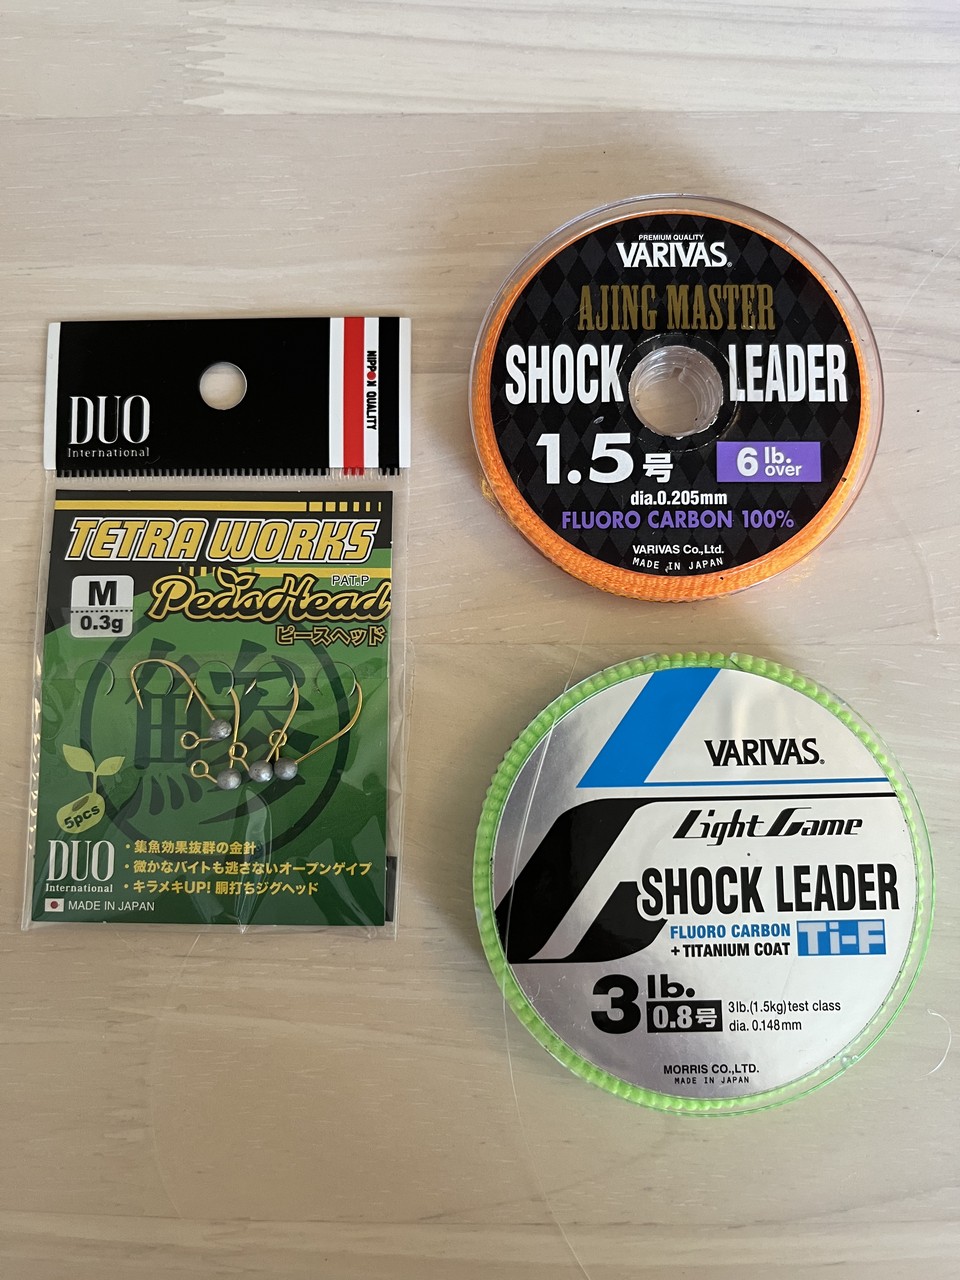 NIPPON QUALITY
DUO
International
TETRA WORKS
PAT.P
M
0.3g
PedsHead
ピースヘッド
鯵
5pcs
・集魚効果抜群の金針
・微かなバイトも逃さないオープンゲイプ
・キラメキUP! 胴打ちジグヘッド
DUO
International
MADE IN JAPAN
PREMIUM QUALITY
VARIVAS®
AJING MASTER
SHOCK LEADER
1.5号
6 lb. over
dia.0.205mm
FLUORO CARBON 100%
VARIVAS Co.,Ltd.
MADE IN JAPAN
VARIVAS®
Light Game
SHOCK LEADER
FLUORO CARBON
+ TITANIUM COAT
Ti-F
3lb.
0.8号
3lb.(1.5kg)test class
dia. 0.148mm
MORRIS CO.,LTD.
MADE IN JAPAN